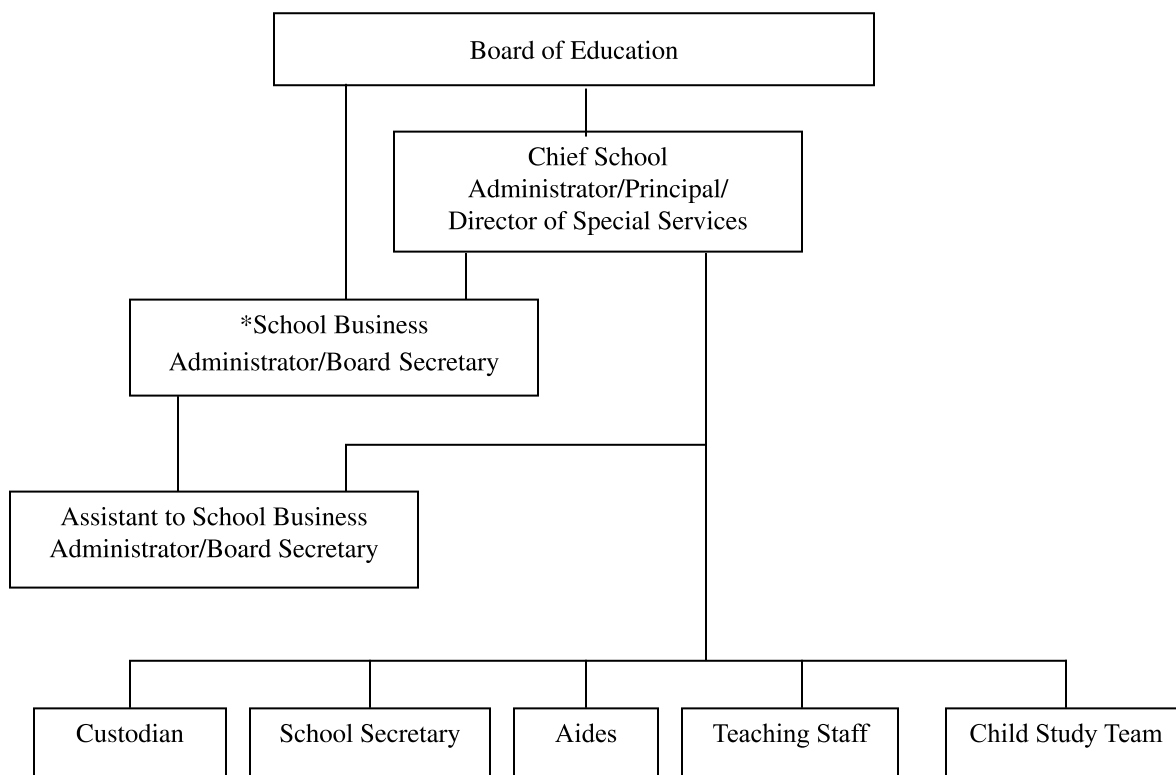 Board of Education
Chief School
Administrator/Principal/
Director of Special Services
*School Business
Administrator/Board Secretary
Assistant to School Business
Administrator/Board Secretary
Custodian
School Secretary
Aides
Teaching Staff
Child Study Team